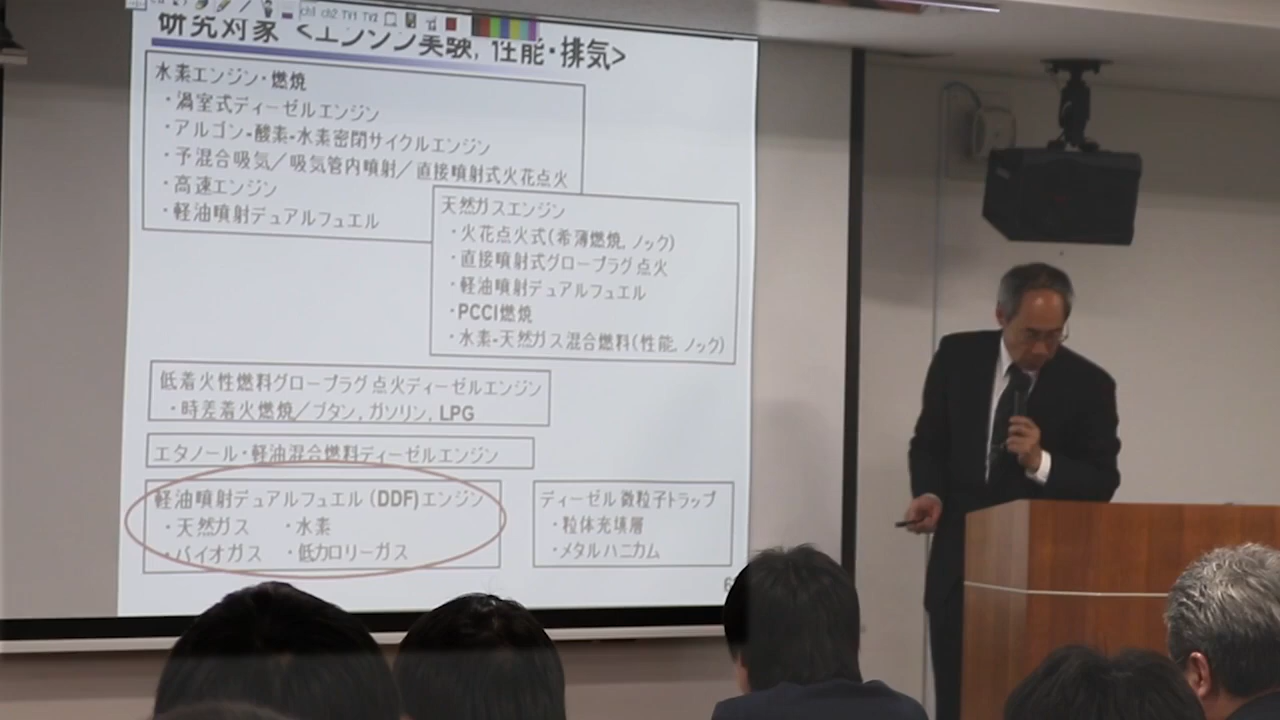 ch1 ch2 TV1 TV2
研究対象 <エンジン実験, 性能・排気>
水素エンジン・燃焼
・渦室式ディーゼルエンジン
・アルゴン-酸素-水素密閉サイクルエンジン
・予混合吸気／吸気管内噴射／直接噴射式火花点火
・高速エンジン
・軽油噴射デュアルフュエル
天然ガスエンジン
・火花点火式(希薄燃焼, ノック)
・直接噴射式グロープラグ点火
・軽油噴射デュアルフュエル
・PCCI燃焼
・水素-天然ガス混合燃料(性能, ノック)
低着火性燃料グロープラグ点火ディーゼルエンジン
・時差着火燃焼／ブタン, ガソリン, LPG
エタノール・軽油混合燃料ディーゼルエンジン
軽油噴射デュアルフュエル(DDF)エンジン
・天然ガス ・水素
・バイオガス ・低カロリーガス
ディーゼル微粒子トラップ
・粒体充填層
・メタルハニカム